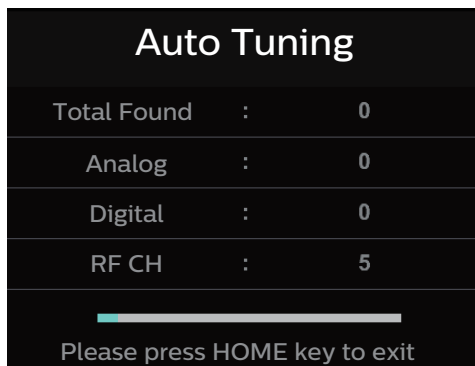 Auto Tuning
Total Found : 0
Analog : 0
Digital : 0
RF CH : 5
Please press HOME key to exit